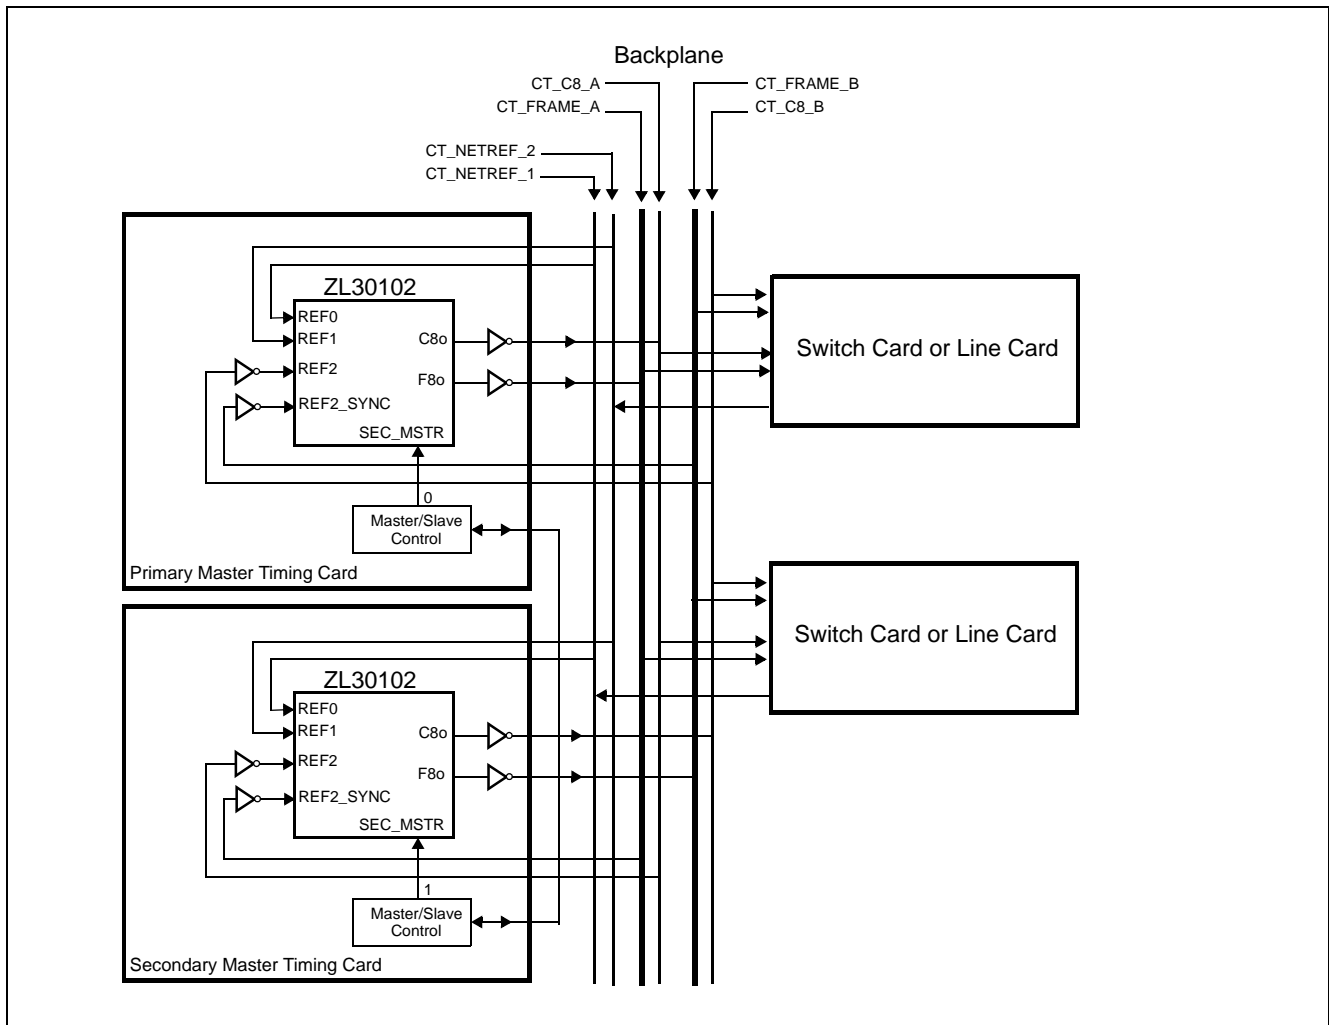 Backplane
CT_C8_A
CT_FRAME_B
CT_FRAME_A
CT_C8_B
CT_NETREF_2
CT_NETREF_1
ZL30102
REF0
REF1
C8o
REF2
F8o
REF2_SYNC
SEC_MSTR
0
Master/Slave
Control
Primary Master Timing Card
Switch Card or Line Card
ZL30102
REF0
REF1
C8o
REF2
F8o
REF2_SYNC
SEC_MSTR
1
Master/Slave
Control
Secondary Master Timing Card
Switch Card or Line Card